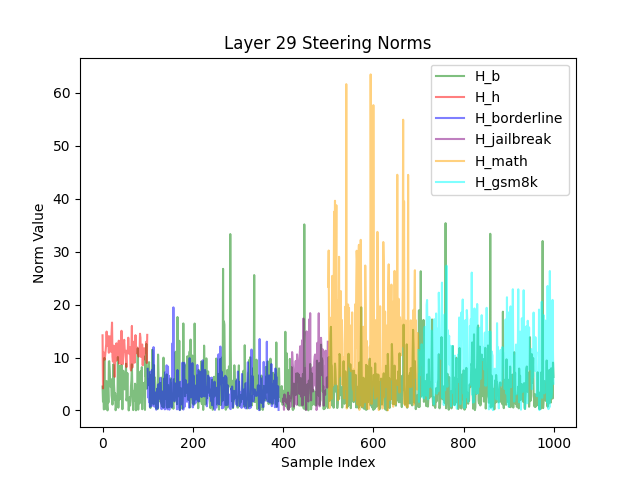 Layer 29 Steering Norms
H_b
H_h
H_borderline
H_jailbreak
H_math
H_gsm8k
Norm Value
60
50
40
30
20
10
0
0 200 400 600 800 1000
Sample Index